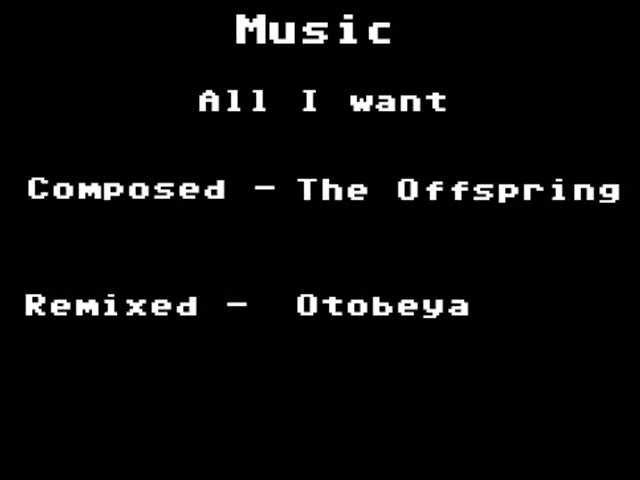 Music
All I want
Composed - The Offspring
Remixed - Otobeya